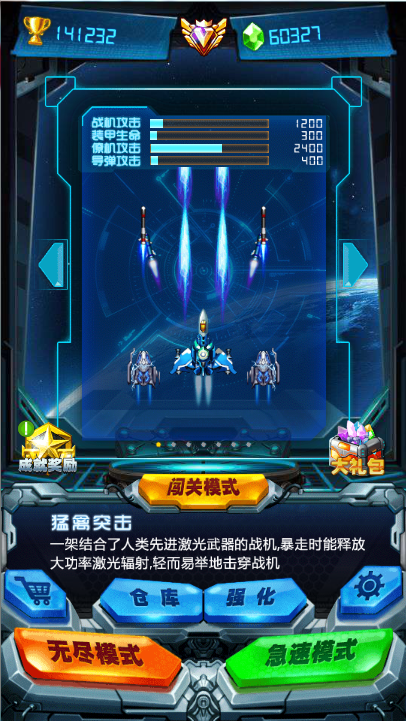 141232
60327
战机攻击 1200
装甲生命 300
僚机攻击 2400
导弹攻击 400
成就奖励
大礼包
闯关模式
猛禽突击
一架结合了人类先进激光武器的战机,暴走时能释放
大功率激光辐射,轻而易举地击穿战机
仓库
强化
无尽模式
急速模式